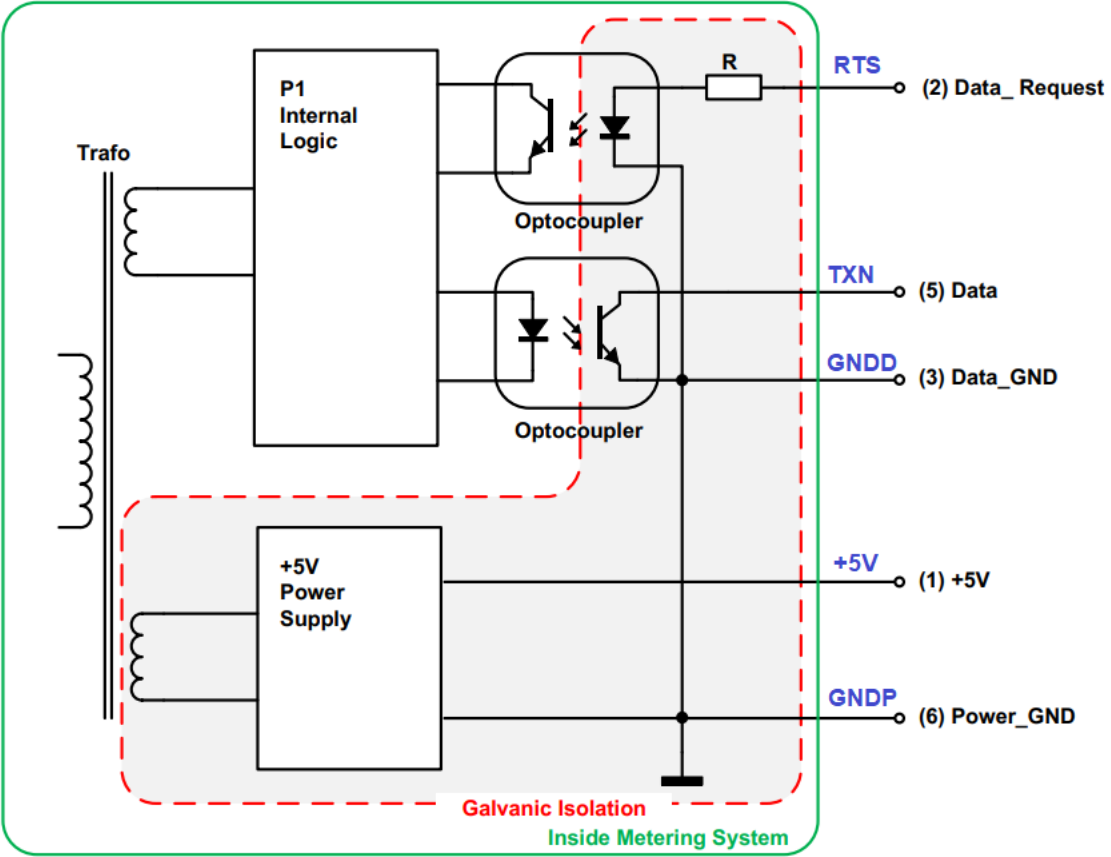 R
RTS
(2) Data_ Request
P1
Internal
Logic
Trafo
Optocoupler
TXN
(5) Data
GNDD
(3) Data_GND
Optocoupler
+5V
Power
Supply
+5V
(1) +5V
GNDP
(6) Power_GND
Galvanic Isolation
Inside Metering System